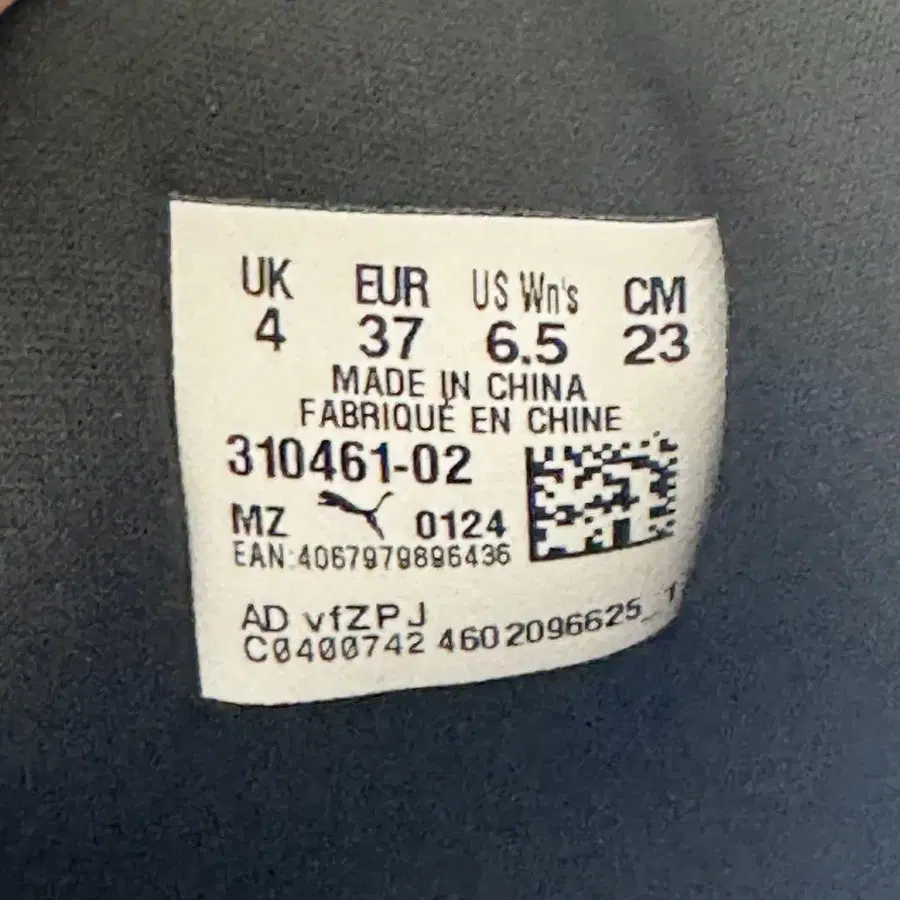 UK EUR US Wn's CM
4 37 6.5 23
MADE IN CHINA
FABRIQUÉ EN CHINE
310461-02
MZ 0124
EAN:4067979896436
AD vfZPJ
C0400742 4602096625_1